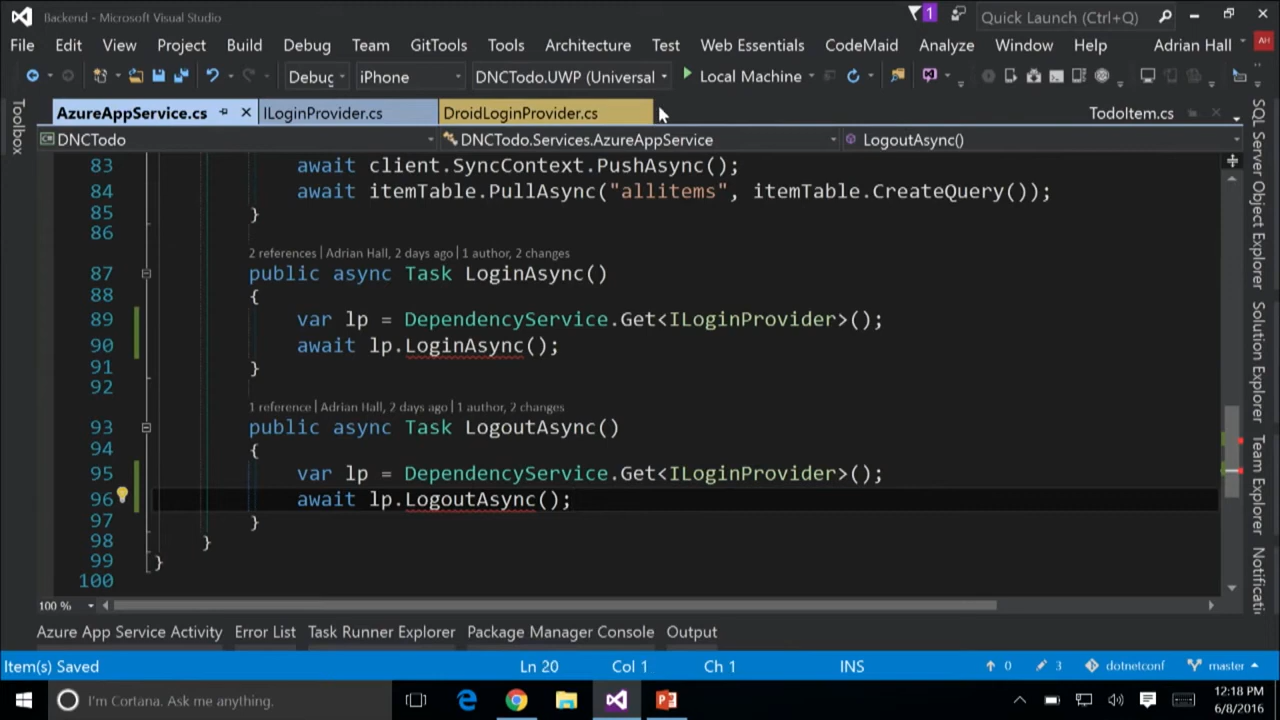 Backend - Microsoft Visual Studio
1
Quick Launch (Ctrl+Q)
File Edit View Project Build Debug Team GitTools Tools Architecture Test Web Essentials CodeMaid Analyze Window Help Adrian Hall AH
Debug iPhone DNCTodo.UWP (Universal Local Machine
AzureAppService.cs ILoginProvider.cs DroidLoginProvider.cs TodoItem.cs
DNCTodo DNCTodo.Services.AzureAppService LogoutAsync()
83 await client.SyncContext.PushAsync();
84 await itemTable.PullAsync("allitems", itemTable.CreateQuery());
85 }
86
2 references | Adrian Hall, 2 days ago | 1 author, 2 changes
87 public async Task LoginAsync()
88 {
89 var lp = DependencyService.Get<ILoginProvider>();
90 await lp.LoginAsync();
91 }
92
1 reference | Adrian Hall, 2 days ago | 1 author, 2 changes
93 public async Task LogoutAsync()
94 {
95 var lp = DependencyService.Get<ILoginProvider>();
96 await lp.LogoutAsync();
97 }
98 }
99 }
100
100 %
Toolbox
SQL Server Object Explorer
Solution Explorer
Team Explorer
Notificati
Azure App Service Activity Error List Task Runner Explorer Package Manager Console Output
Item(s) Saved Ln 20 Col 1 Ch 1 INS 0 3 dotnetconf master
I'm Cortana. Ask me anything.
12:18 PM
6/8/2016